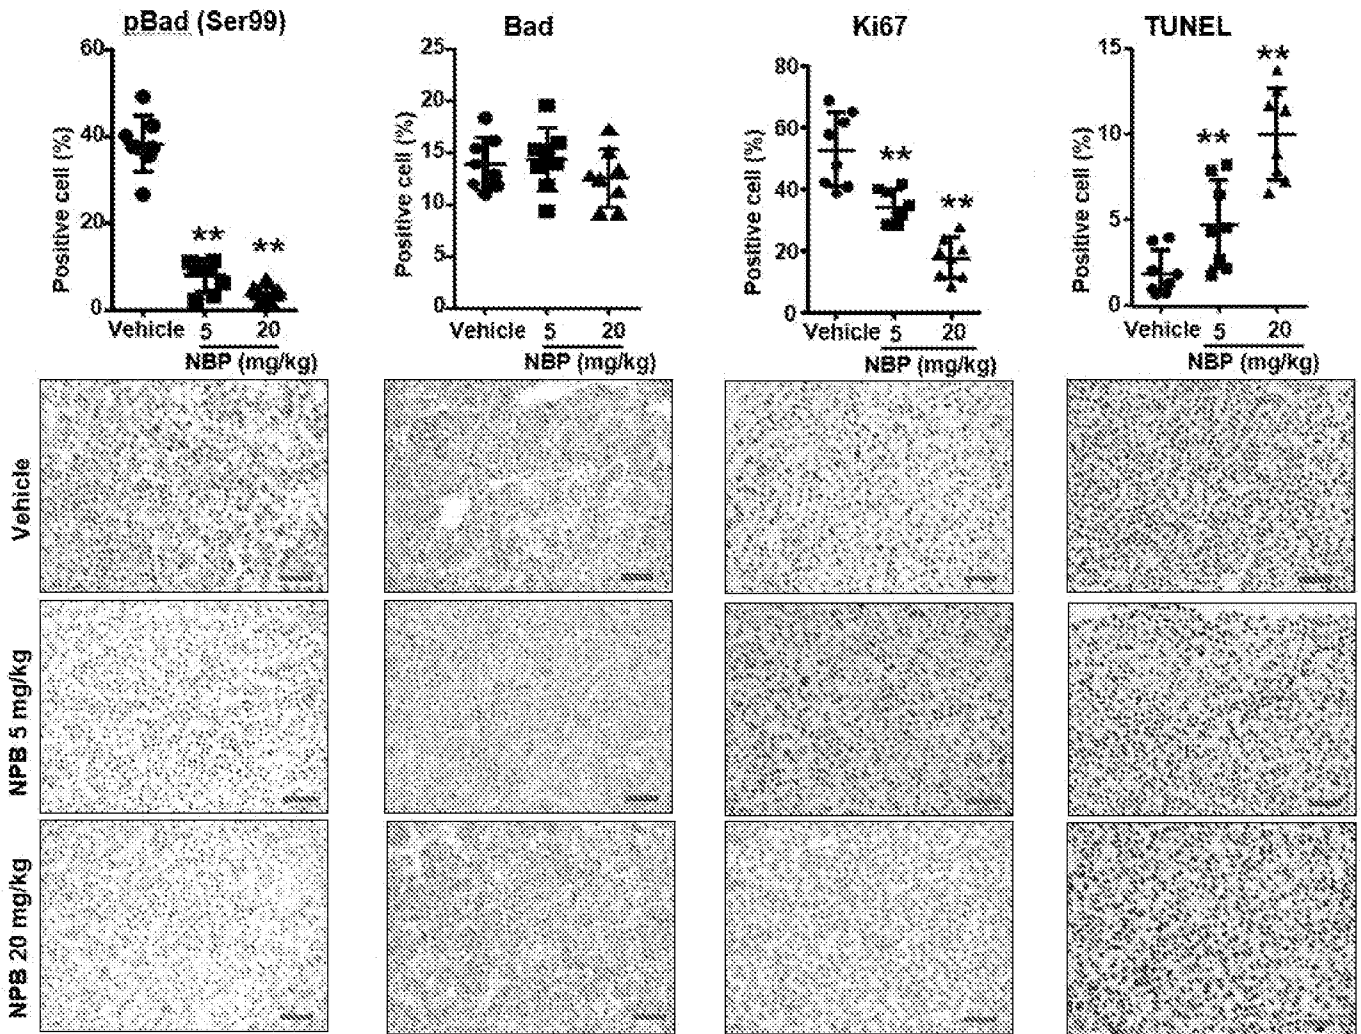 pBad (Ser99)
60
40
20
0
Positive cell (%)
**
**
Vehicle 5 20
NBP (mg/kg)
Bad
25
20
15
10
5
0
Positive cell (%)
Vehicle 5 20
NBP (mg/kg)
Ki67
80
60
40
20
0
Positive cell (%)
**
**
Vehicle 5 20
NBP (mg/kg)
TUNEL
15
10
5
0
Positive cell (%)
**
**
Vehicle 5 20
NBP (mg/kg)
Vehicle
NPB 5 mg/kg
NPB 20 mg/kg